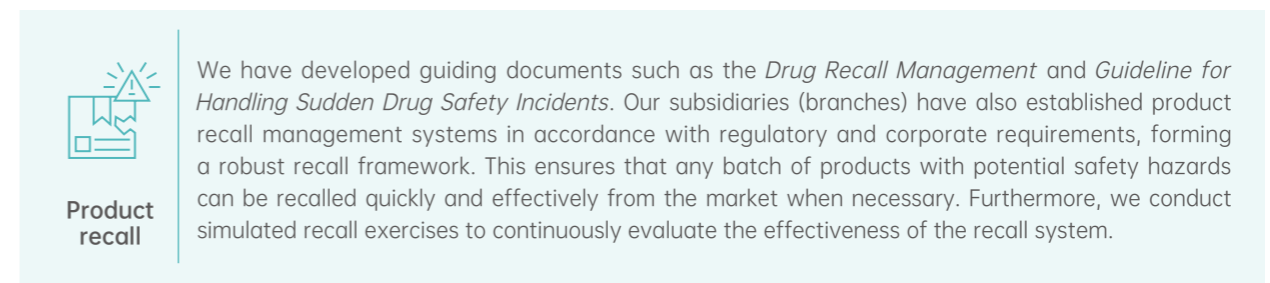 Product
recall
We have developed guiding documents such as the Drug Recall Management and Guideline for
Handling Sudden Drug Safety Incidents. Our subsidiaries (branches) have also established product
recall management systems in accordance with regulatory and corporate requirements, forming
a robust recall framework. This ensures that any batch of products with potential safety hazards
can be recalled quickly and effectively from the market when necessary. Furthermore, we conduct
simulated recall exercises to continuously evaluate the effectiveness of the recall system.